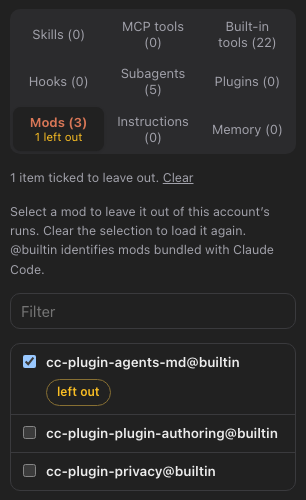 Skills (0)
MCP tools
(0)
Built-in
tools (22)
Hooks (0)
Subagents
(5)
Plugins (0)
Mods (3)
1 left out
Instructions
(0)
Memory (0)
1 item ticked to leave out. Clear
Select a mod to leave it out of this account's
runs. Clear the selection to load it again.
@builtin identifies mods bundled with Claude
Code.
Filter
cc-plugin-agents-md@builtin
left out
cc-plugin-plugin-authoring@builtin
cc-plugin-privacy@builtin